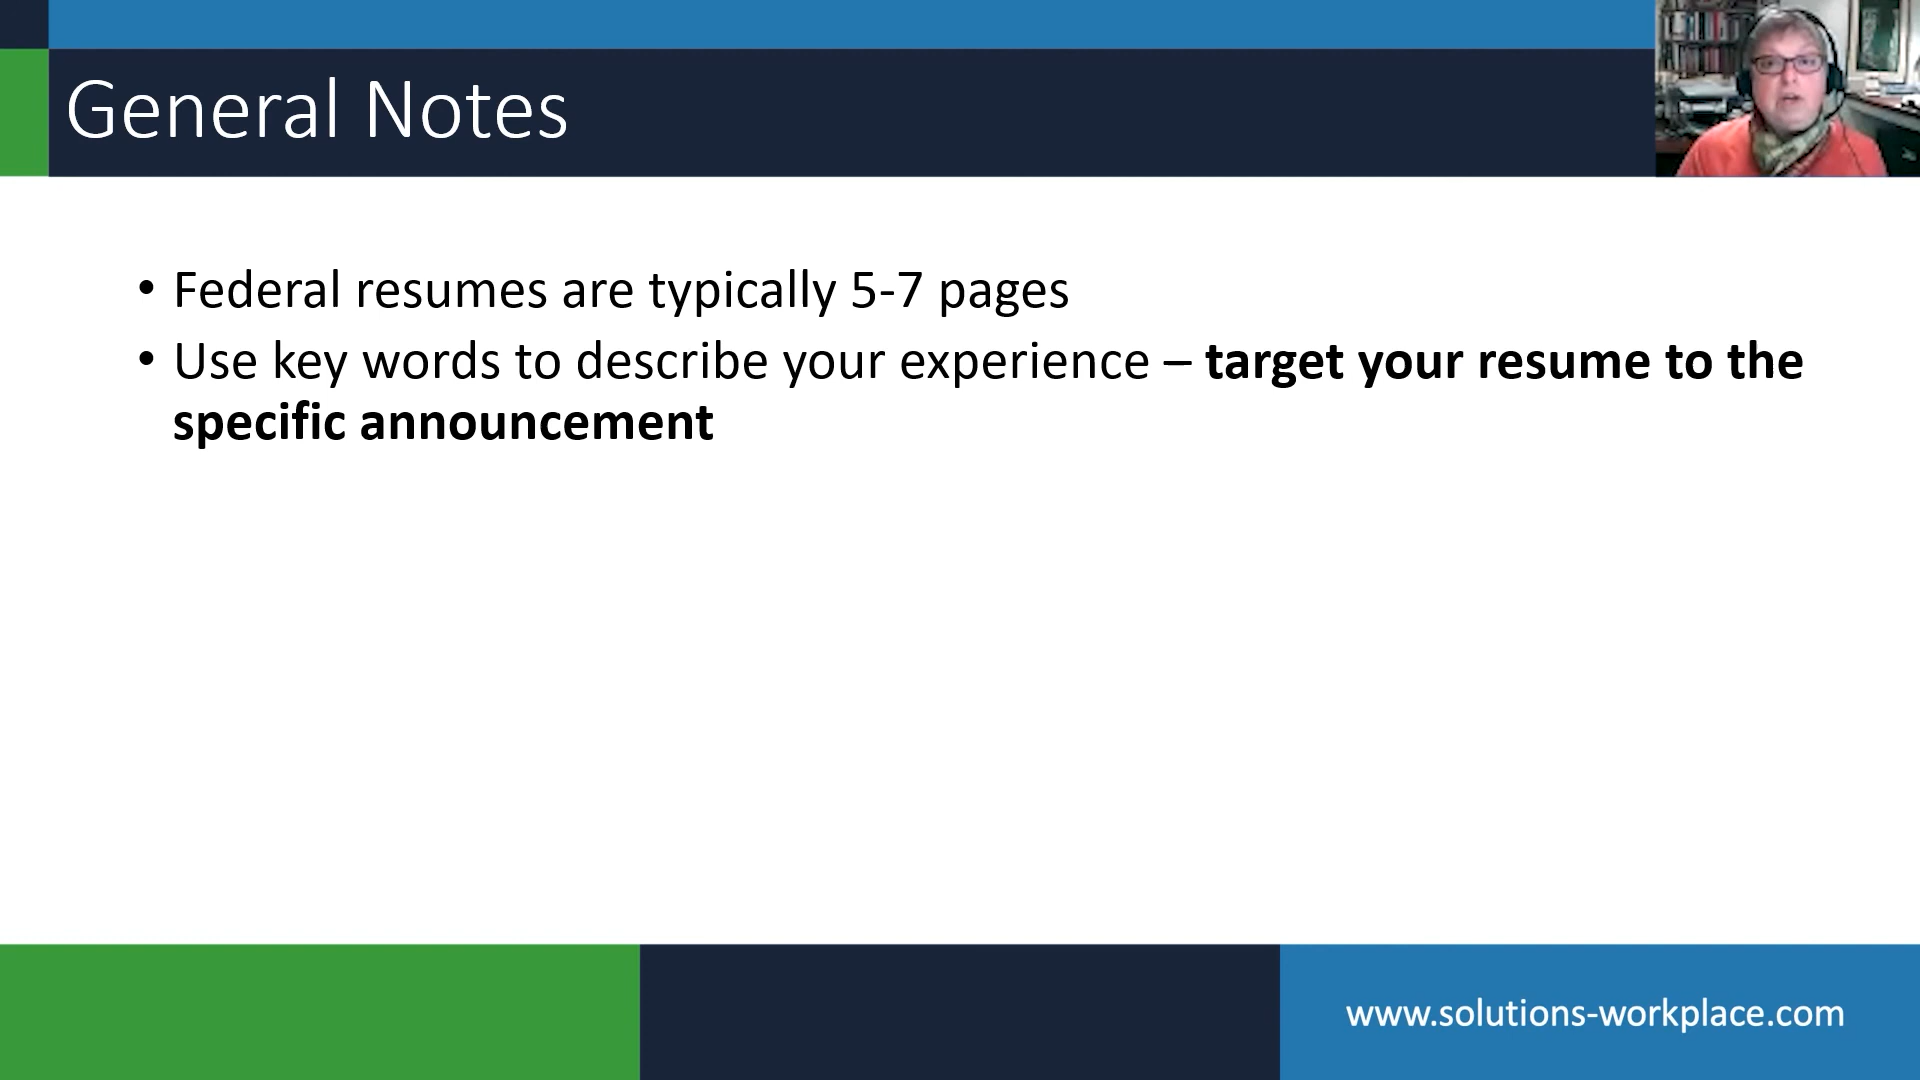 General Notes
• Federal resumes are typically 5-7 pages
• Use key words to describe your experience – target your resume to the
specific announcement
www.solutions-workplace.com